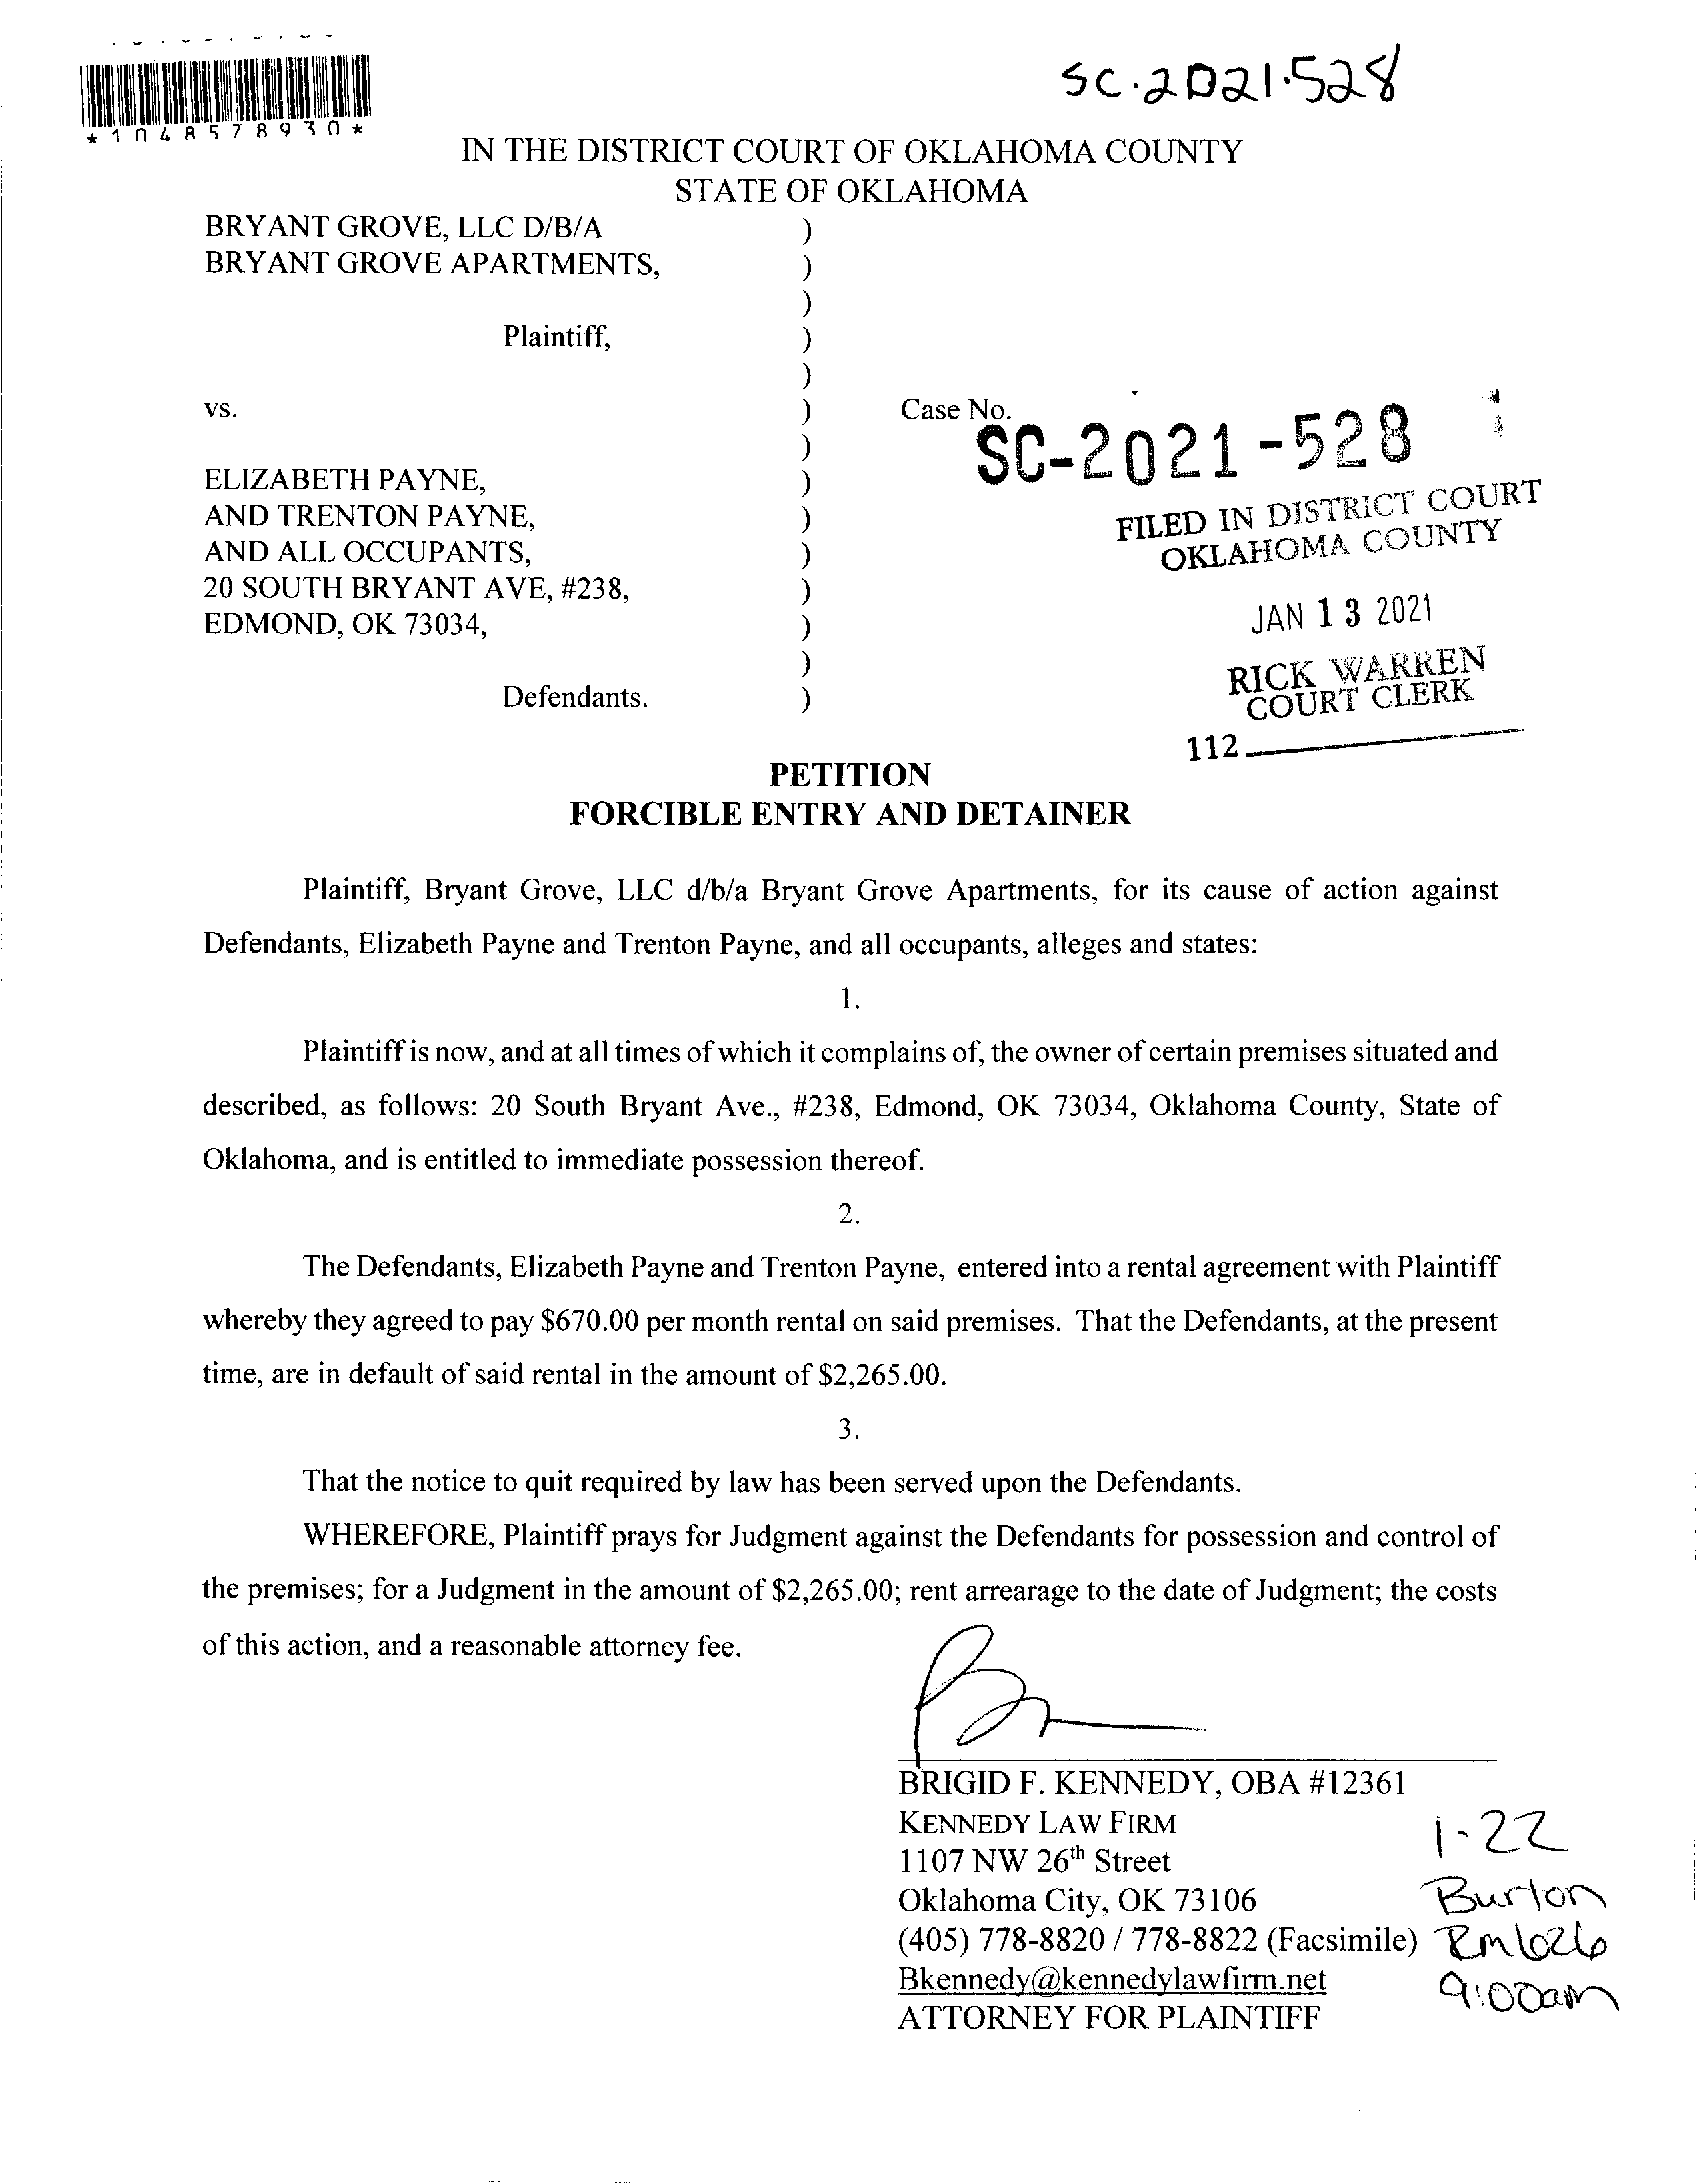 SC.2021.528
*1048578930*
IN THE DISTRICT COURT OF OKLAHOMA COUNTY
STATE OF OKLAHOMA
BRYANT GROVE, LLC D/B/A )
BRYANT GROVE APARTMENTS, )
)
Plaintiff, )
)
vs. ) Case No.
SC-2021-528
)
ELIZABETH PAYNE, )
AND TRENTON PAYNE, )
AND ALL OCCUPANTS, )
20 SOUTH BRYANT AVE, #238, )
EDMOND, OK 73034, )
)
Defendants. )
FILED IN DISTRICT COURT
OKLAHOMA COUNTY
JAN 13 2021
RICK WARREN
COURT CLERK
112
PETITION
FORCIBLE ENTRY AND DETAINER
Plaintiff, Bryant Grove, LLC d/b/a Bryant Grove Apartments, for its cause of action against
Defendants, Elizabeth Payne and Trenton Payne, and all occupants, alleges and states:
1.
Plaintiff is now, and at all times of which it complains of, the owner of certain premises situated and
described, as follows: 20 South Bryant Ave., #238, Edmond, OK 73034, Oklahoma County, State of
Oklahoma, and is entitled to immediate possession thereof.
2.
The Defendants, Elizabeth Payne and Trenton Payne, entered into a rental agreement with Plaintiff
whereby they agreed to pay $670.00 per month rental on said premises. That the Defendants, at the present
time, are in default of said rental in the amount of $2,265.00.
3.
That the notice to quit required by law has been served upon the Defendants.
WHEREFORE, Plaintiff prays for Judgment against the Defendants for possession and control of
the premises; for a Judgment in the amount of $2,265.00; rent arrearage to the date of Judgment; the costs
of this action, and a reasonable attorney fee.
BRIGID F. KENNEDY, OBA #12361
KENNEDY LAW FIRM
1107 NW 26th Street
Oklahoma City, OK 73106
(405) 778-8820 / 778-8822 (Facsimile)
Bkennedy@kennedylawfirm.net
ATTORNEY FOR PLAINTIFF
1-22
Burton
Rm 626
9:00am